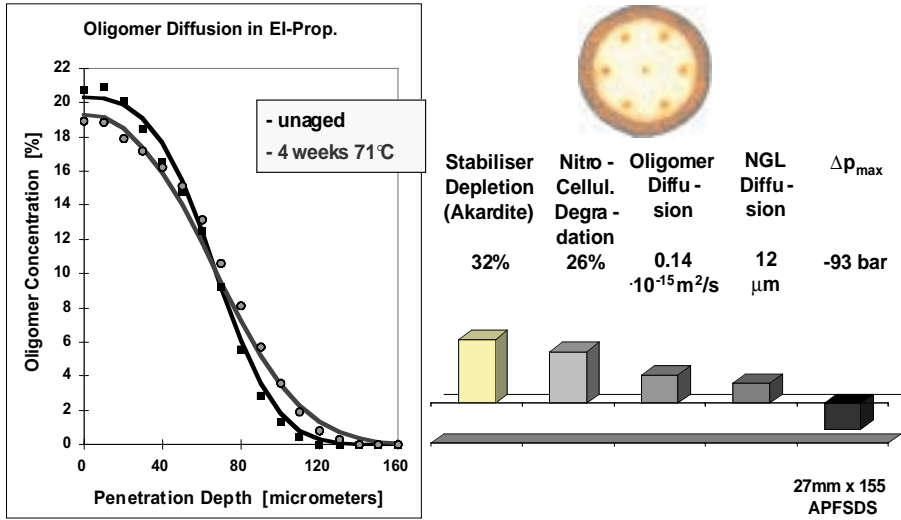 Oligomer Diffusion in EI-Prop.
22
20
18
16
14
12
10
8
6
4
2
0
Oligomer Concentration [%]
- unaged
- 4 weeks 71°C
0
40
80
120
160
Penetration Depth [micrometers]
Stabiliser
Depletion
(Akardite)
32%
Nitro -
Cellul.
Degra -
dation
26%
Oligomer
Diffu -
sion
0.14
·10-15 m2/s
NGL
Diffu -
sion
12
µm
Δpmax
-93 bar
27mm x 155
APFSDS